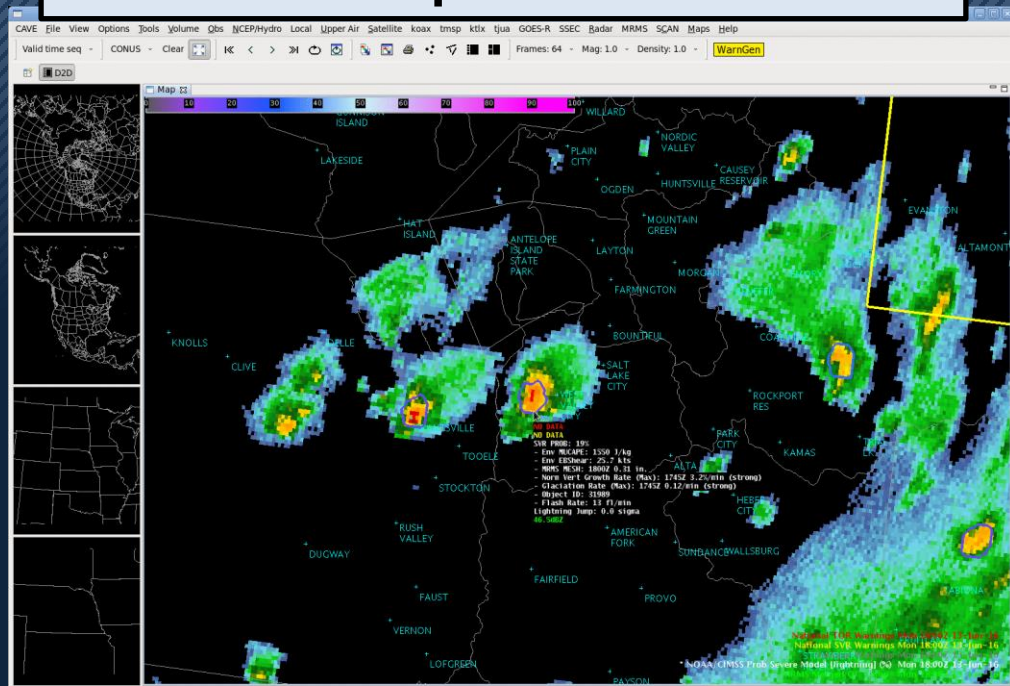 CAVE File View Options Tools Volume Obs NCEP/Hydro Local Upper Air Satellite koax tmsp ktlx tjua GOES-R SSEC Radar MRMS SCAN Maps Help
Valid time seq CONUS Clear Frames: 64 Mag: 1.0 Density: 1.0 WarnGen
D2D
Map
10 20 30 40 50 60 70 80 90 100
ISLAND
WILLARD
LAKESIDE
PLAIN
CITY
NORDIC
VALLEY
CAUSEY
RESERVOIR
OGDEN
HUNTSVILLE
HAT
ISLAND
MOUNTAIN
GREEN
ANTELOPE
ISLAND
STATE
PARK
LAYTON
ALTAMONT
FARMINGTON
KNOLLS
BOUNTIFUL
CLIVE
SALT
LAKE
CITY
ROCKPORT
RES
TOOELE
PARK
CITY
KAMAS
STOCKTON
ALTA
NO DATA
NO DATA
SVR PROB: 19%
- Env MUCAPE: 1550 J/kg
- Env EBShear: 25.7 kts
- MRMS MESH: 1800Z 0.31 in.
- Norm Vert Growth Rate (Max): 1745Z 3.2%/min (strong)
- Glaciation Rate (Max): 1745Z 0.12/min (strong)
- Object ID: 31989
- Flash Rate: 13 fl/min
Lightning Jump: 0.0 sigma
46.5dBZ
RUSH
VALLEY
AMERICAN
FORK
DUGWAY
SUNDANCE
WALLSBURG
FAIRFIELD
FAUST
PROVO
VERNON
LOFGREEN
PAYSON
National SVR Warnings Mon 18:00Z 13-Jun-16
* NOAA/CIMSS Prob Severe Model [lightning] (%) Mon 18:00Z 13-Jun-16